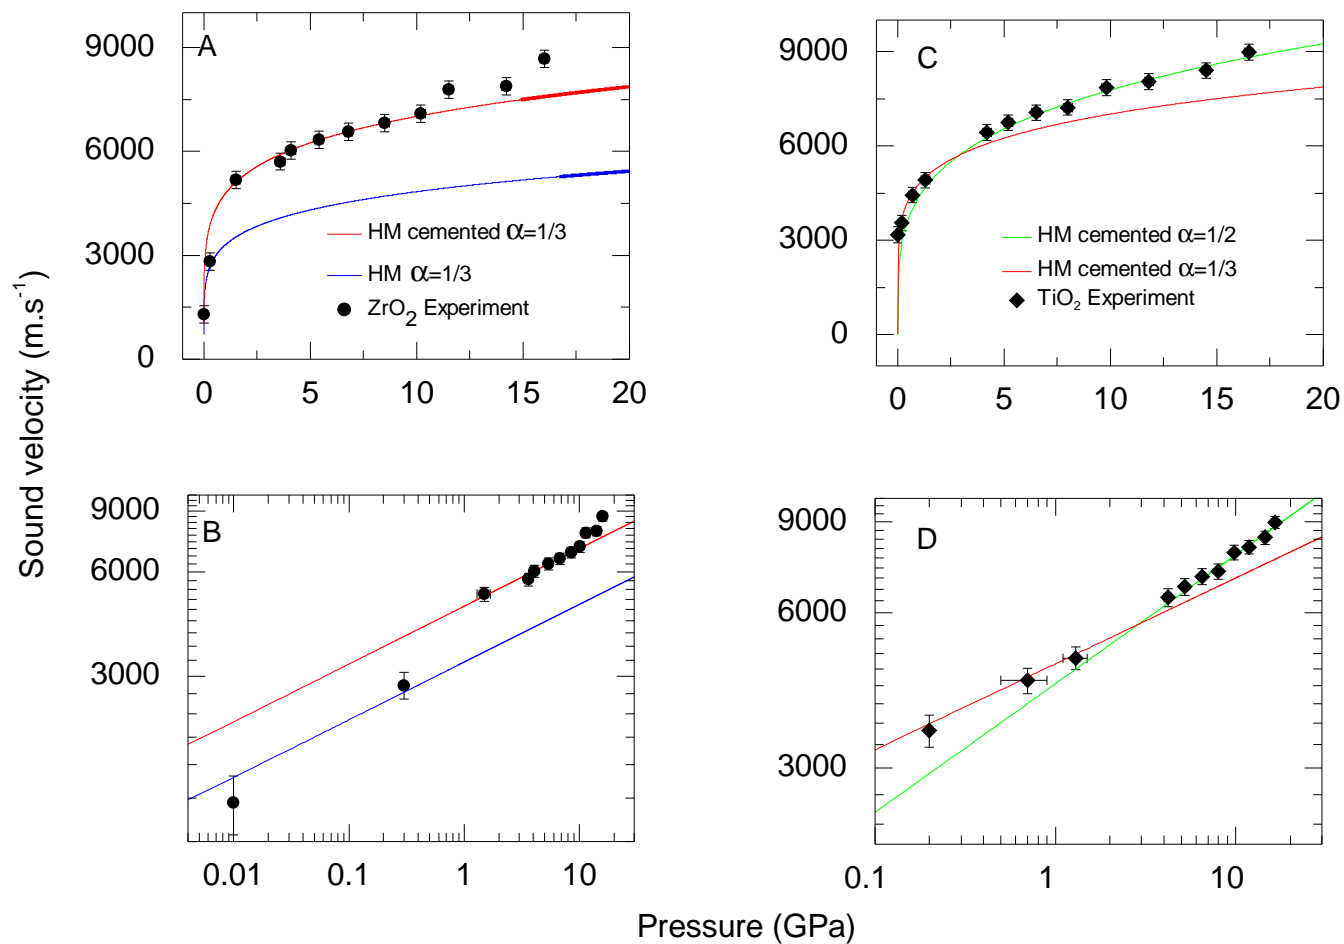 Sound velocity (m.s⁻¹)
A
9000
6000
3000
0
HM cemented α=1/3
HM α=1/3
ZrO₂ Experiment
0 5 10 15 20
C
9000
6000
3000
0
HM cemented α=1/2
HM cemented α=1/3
TiO₂ Experiment
0 5 10 15 20
B
9000
6000
3000
0.01 0.1 1 10
D
9000
6000
3000
0.1 1 10
Pressure (GPa)